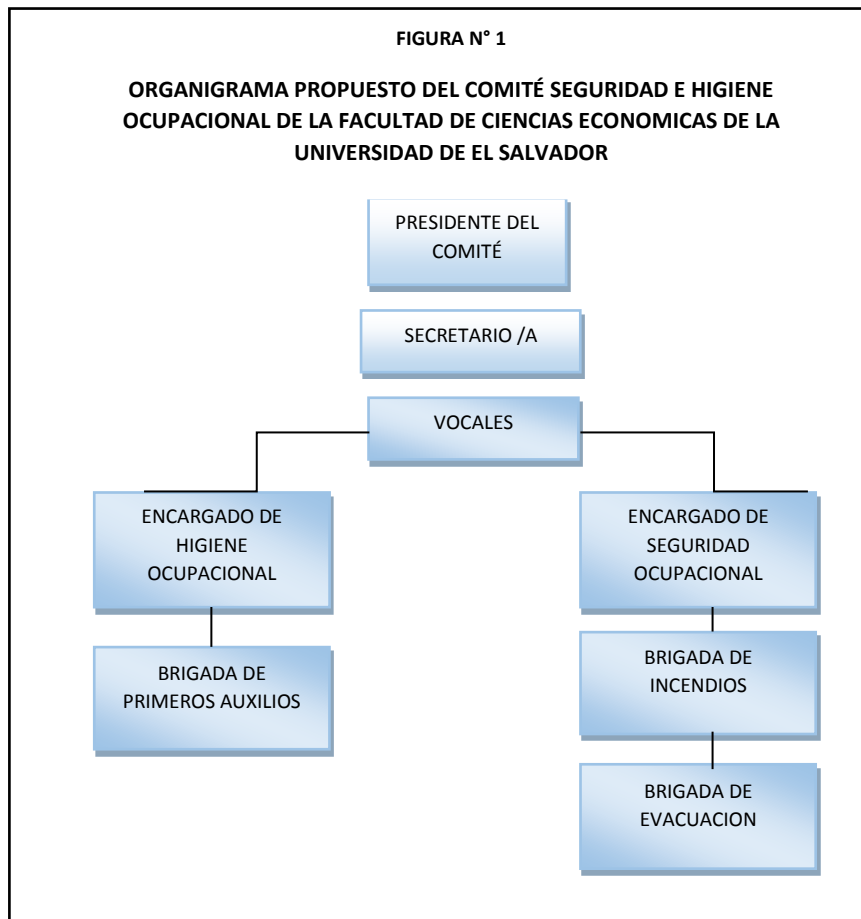 FIGURA N° 1
ORGANIGRAMA PROPUESTO DEL COMITÉ SEGURIDAD E HIGIENE
OCUPACIONAL DE LA FACULTAD DE CIENCIAS ECONOMICAS DE LA
UNIVERSIDAD DE EL SALVADOR
PRESIDENTE DEL
COMITÉ
SECRETARIO /A
VOCALES
ENCARGADO DE
HIGIENE
OCUPACIONAL
BRIGADA DE
PRIMEROS AUXILIOS
ENCARGADO DE
SEGURIDAD
OCUPACIONAL
BRIGADA DE
INCENDIOS
BRIGADA DE
EVACUACION